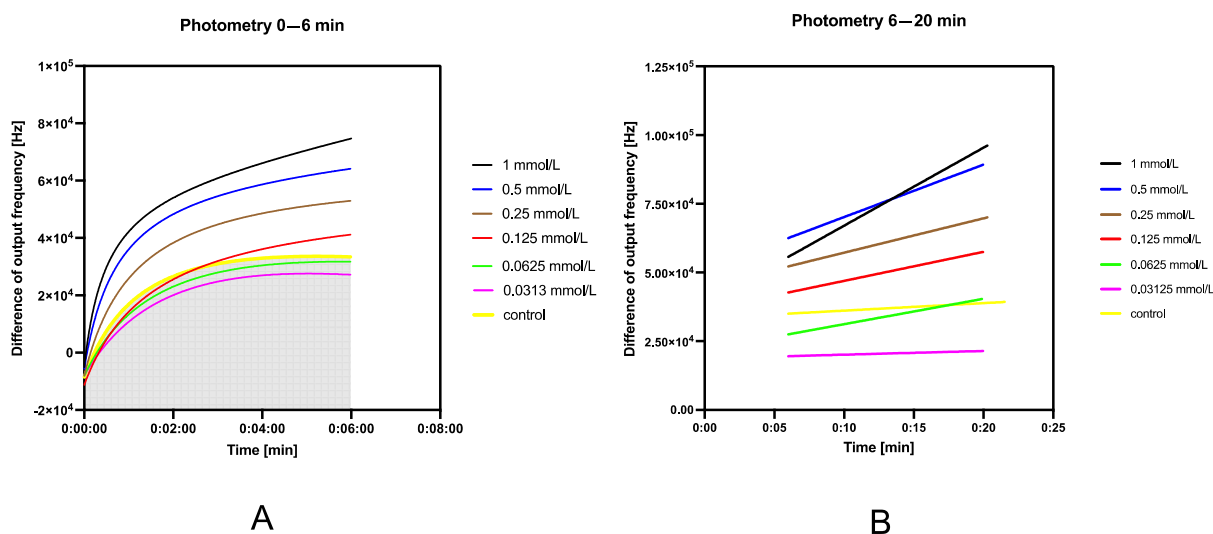 Photometry 0—6 min
Difference of output frequency [Hz]
1×10⁵
8×10⁴
6×10⁴
4×10⁴
2×10⁴
0
-2×10⁴
0:00:00 0:02:00 0:04:00 0:06:00 0:08:00
Time [min]
1 mmol/L
0.5 mmol/L
0.25 mmol/L
0.125 mmol/L
0.0625 mmol/L
0.0313 mmol/L
control
A
Photometry 6—20 min
Difference of output frequency [Hz]
1.25×10⁵
1.00×10⁵
7.50×10⁴
5.00×10⁴
2.50×10⁴
0.00
0:00 0:05 0:10 0:15 0:20 0:25
Time [min]
1 mmol/L
0.5 mmol/L
0.25 mmol/L
0.125 mmol/L
0.0625 mmol/L
0.03125 mmol/L
control
B